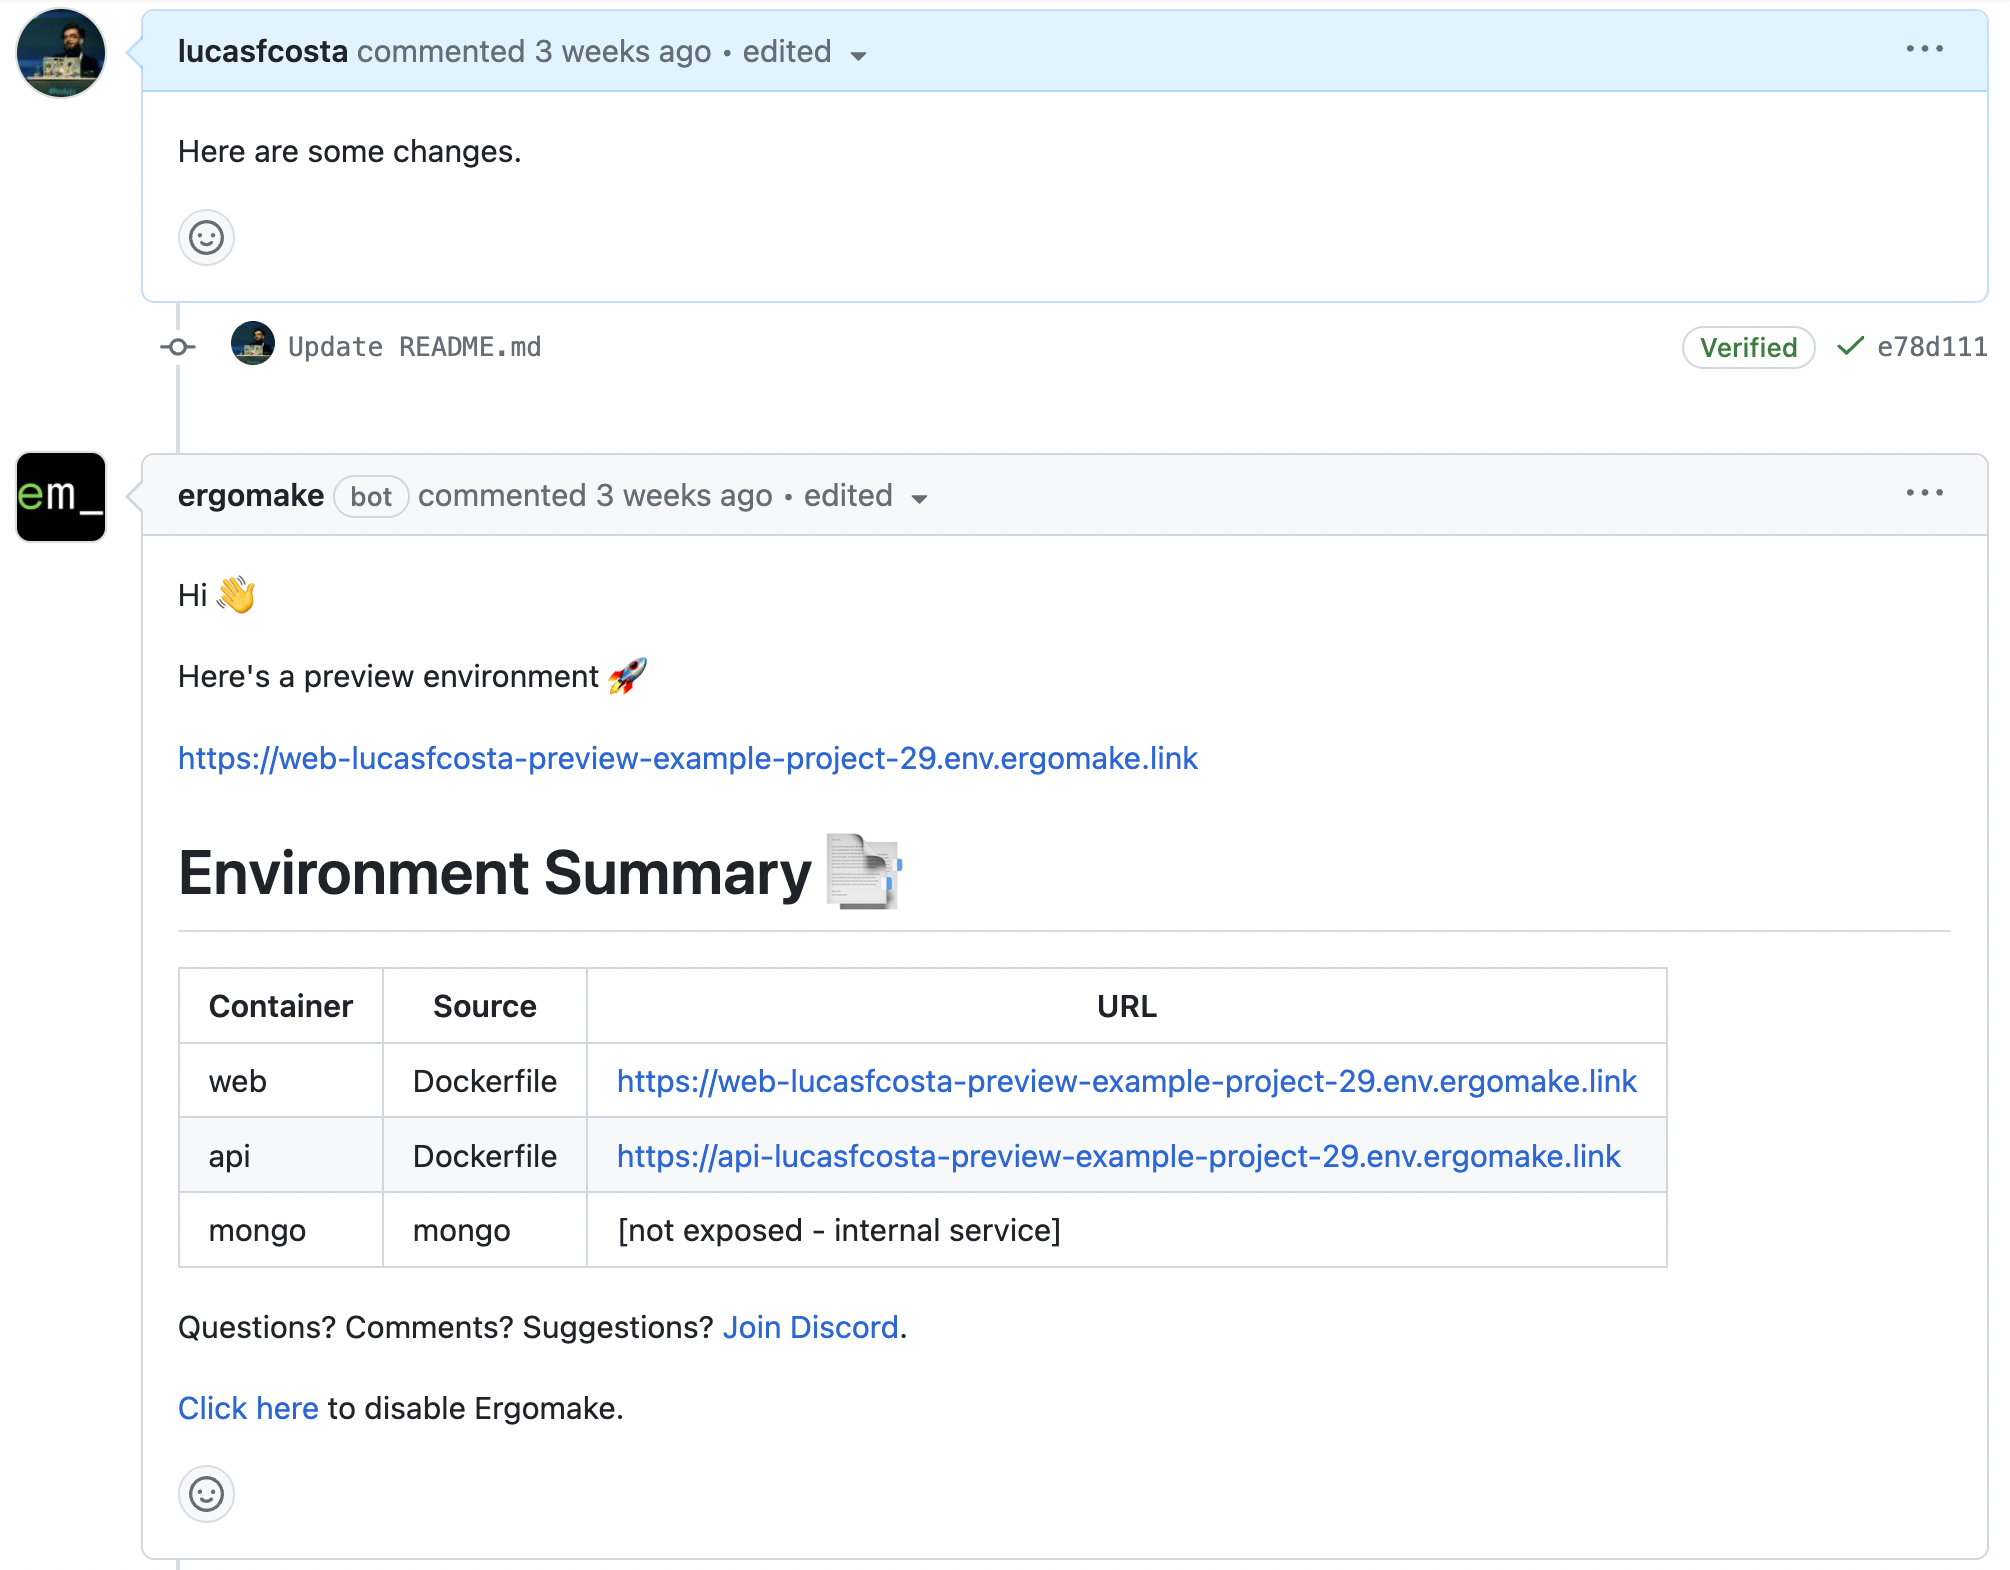 lucasfcosta commented 3 weeks ago • edited
Here are some changes.
Update README.md Verified e78d111
em_
ergomake bot commented 3 weeks ago • edited
Hi 👋
Here's a preview environment 🚀
https://web-lucasfcosta-preview-example-project-29.env.ergomake.link
Environment Summary 📑
Container Source URL
web Dockerfile https://web-lucasfcosta-preview-example-project-29.env.ergomake.link
api Dockerfile https://api-lucasfcosta-preview-example-project-29.env.ergomake.link
mongo mongo [not exposed - internal service]
Questions? Comments? Suggestions? Join Discord.
Click here to disable Ergomake.